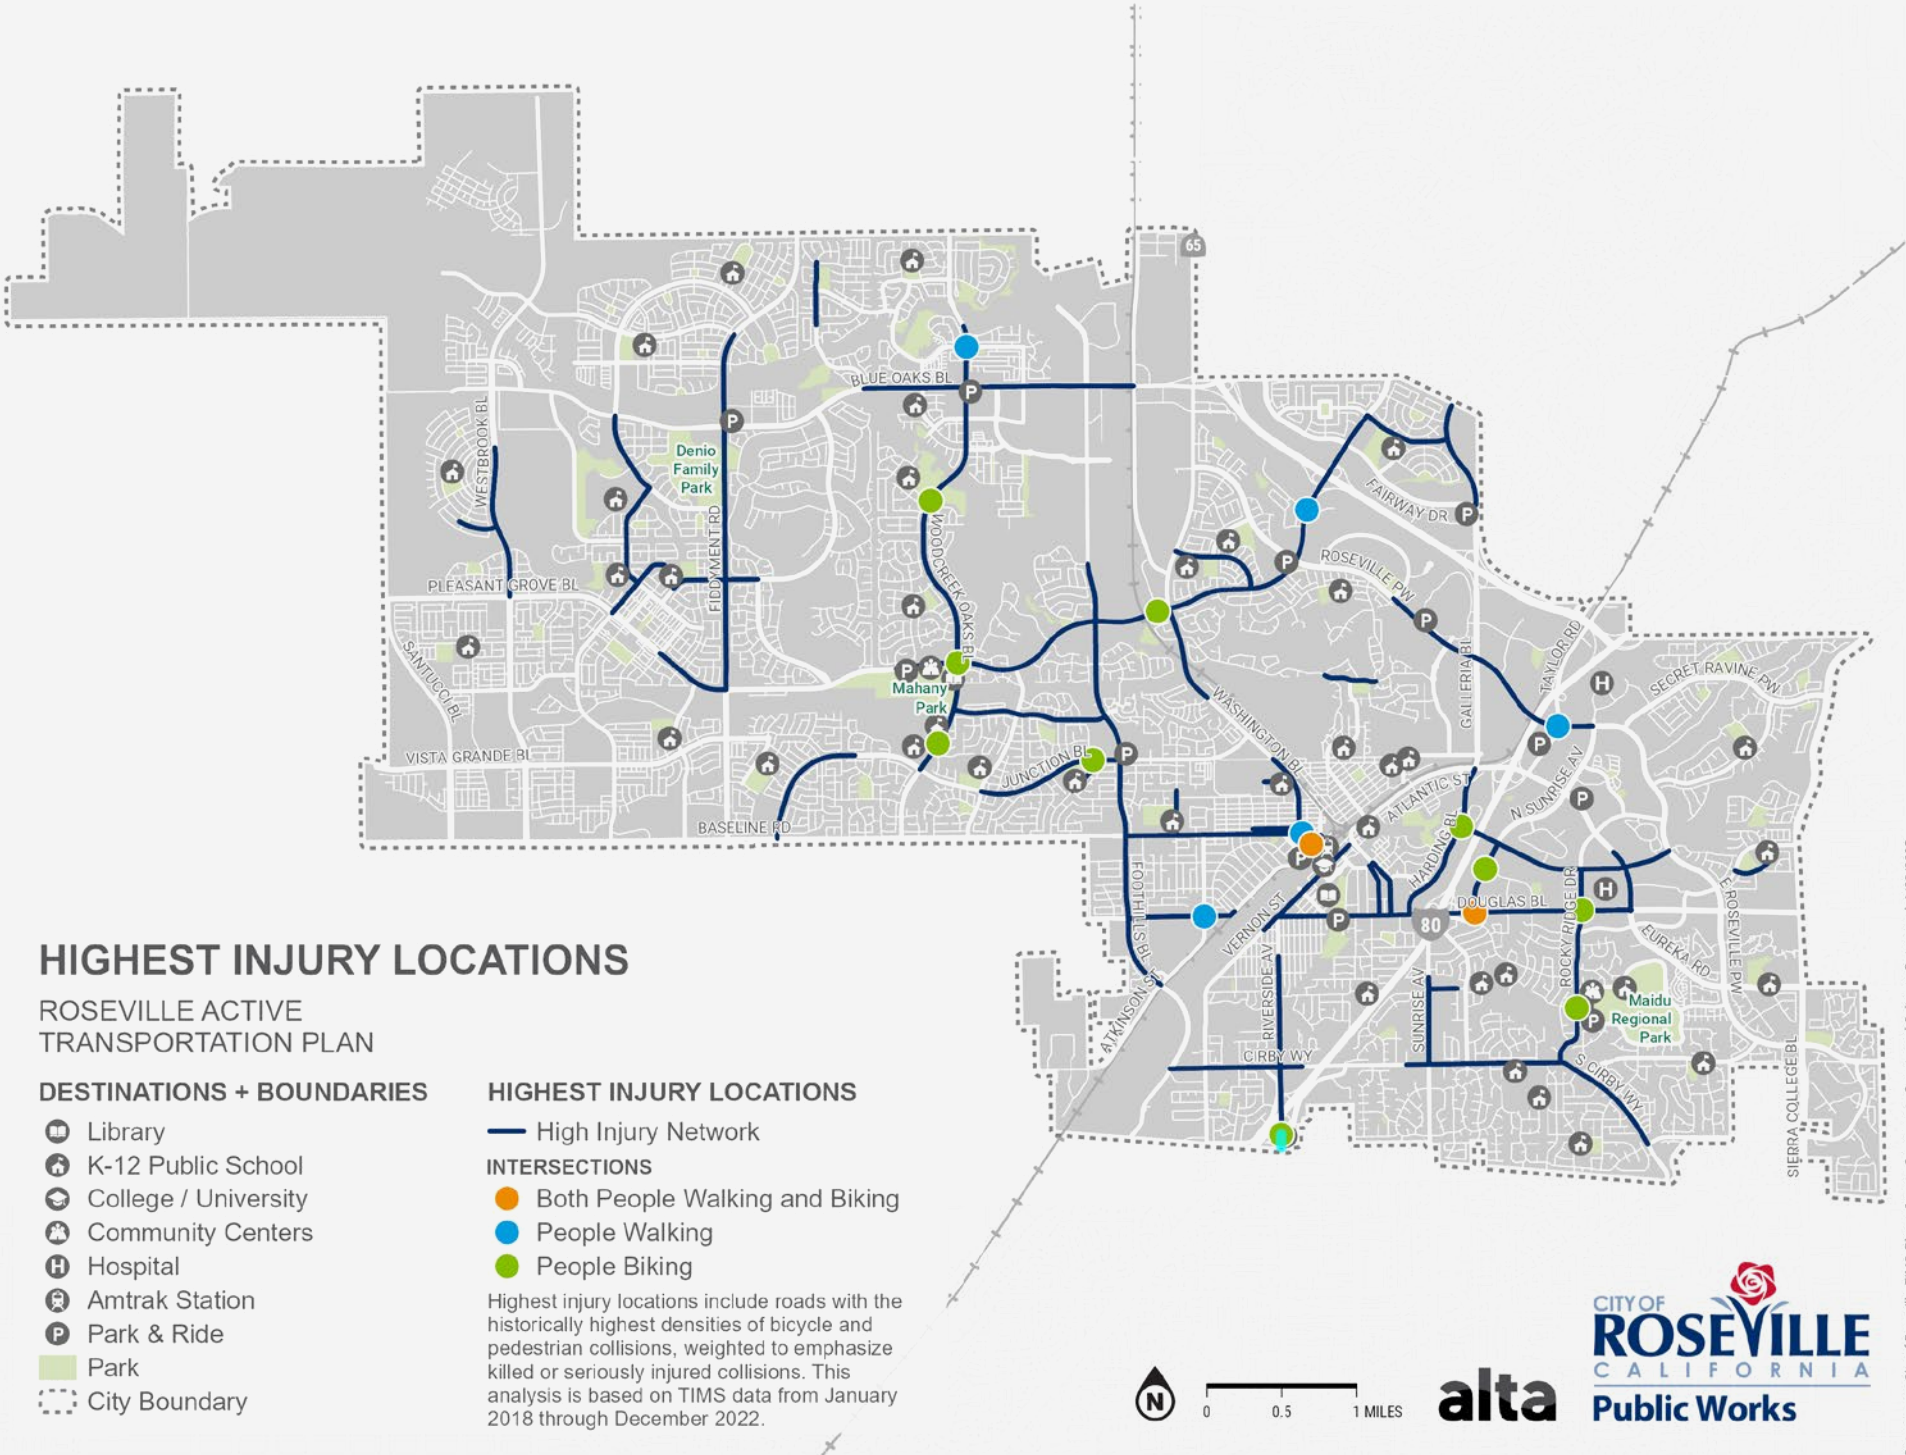 65
BLUE OAKS BL
Denio
Family
Park
WESTBROOK BL
FAIRWAY DR
WOODCREEK OAKS BL
FIDDYMENT RD
ROSEVILLE PW
PLEASANT GROVE BL
SANTUCCI BL
TAYLOR RD
GALLERIA BL
SECRET RAVINE PW
Mahany
Park
WASHINGTON BL
VISTA GRANDE BL
JUNCTION BL
ATLANTIC ST
N SUNRISE AV
BASELINE RD
HARDING BL
FOOTHILLS BL
DOUGLAS BL
ROCKY RIDGE DR
E ROSEVILLE PW
VERNON ST
80
EUREKA RD
RIVERSIDE AV
SUNRISE AV
ATKINSON ST
Maidu
Regional
Park
CIRBY WY
S CIRBY WY
SIERRA COLLEGE BL
HIGHEST INJURY LOCATIONS
ROSEVILLE ACTIVE
TRANSPORTATION PLAN
DESTINATIONS + BOUNDARIES
Library
K-12 Public School
College / University
Community Centers
H Hospital
Amtrak Station
P Park & Ride
Park
City Boundary
HIGHEST INJURY LOCATIONS
High Injury Network
INTERSECTIONS
Both People Walking and Biking
People Walking
People Biking
Highest injury locations include roads with the
historically highest densities of bicycle and
pedestrian collisions, weighted to emphasize
killed or seriously injured collisions. This
analysis is based on TIMS data from January
2018 through December 2022.
N
0 0.5 1 MILES
alta
CITY OF
ROSEVILLE
CALIFORNIA
Public Works